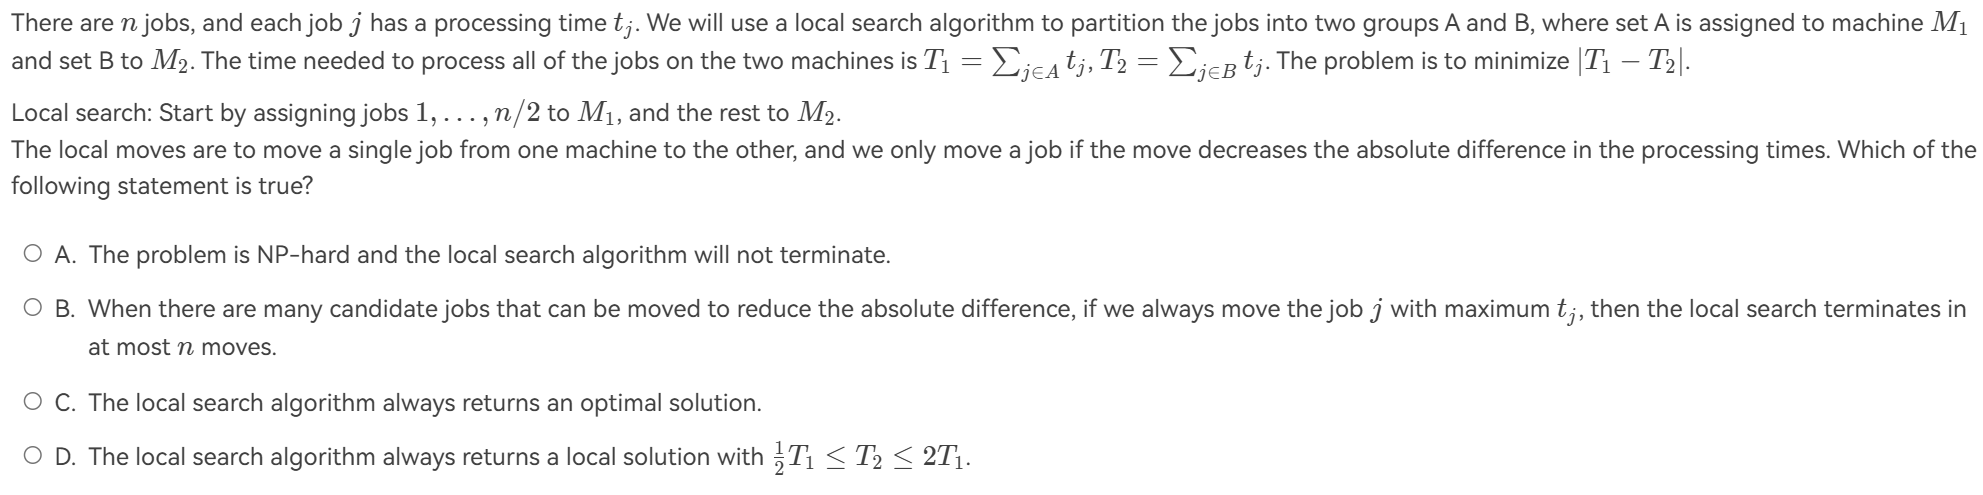 There are $n$ jobs, and each job $j$ has a processing time $t_j$. We will use a local search algorithm to partition the jobs into two groups A and B, where set A is assigned to machine $M_1$
and set B to $M_2$. The time needed to process all of the jobs on the two machines is $T_1 = \sum_{j \in A} t_j, T_2 = \sum_{j \in B} t_j$. The problem is to minimize $|T_1 - T_2|$.
Local search: Start by assigning jobs $1, \ldots, n/2$ to $M_1$, and the rest to $M_2$.
The local moves are to move a single job from one machine to the other, and we only move a job if the move decreases the absolute difference in the processing times. Which of the
following statement is true?
A. The problem is NP-hard and the local search algorithm will not terminate.
B. When there are many candidate jobs that can be moved to reduce the absolute difference, if we always move the job $j$ with maximum $t_j$, then the local search terminates in
at most $n$ moves.
C. The local search algorithm always returns an optimal solution.
D. The local search algorithm always returns a local solution with $\frac{1}{2}T_1 \leq T_2 \leq 2T_1$.